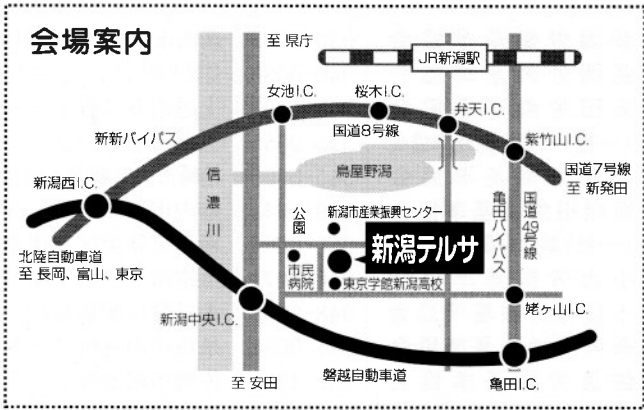 会場案内
至 県庁
JR新潟駅
女池I.C.
桜木I.C.
弁天I.C.
国道8号線
新新バイパス
紫竹山I.C.
鳥屋野潟
国道7号線
至 新発田
新潟西I.C.
信濃川
公園
新潟市産業振興センター
亀田バイパス
国道49号線
新潟テルサ
北陸自動車道
至 長岡、富山、東京
市民病院
東京学館新潟高校
姥ヶ山I.C.
新潟中央I.C.
至 安田
磐越自動車道
亀田I.C.